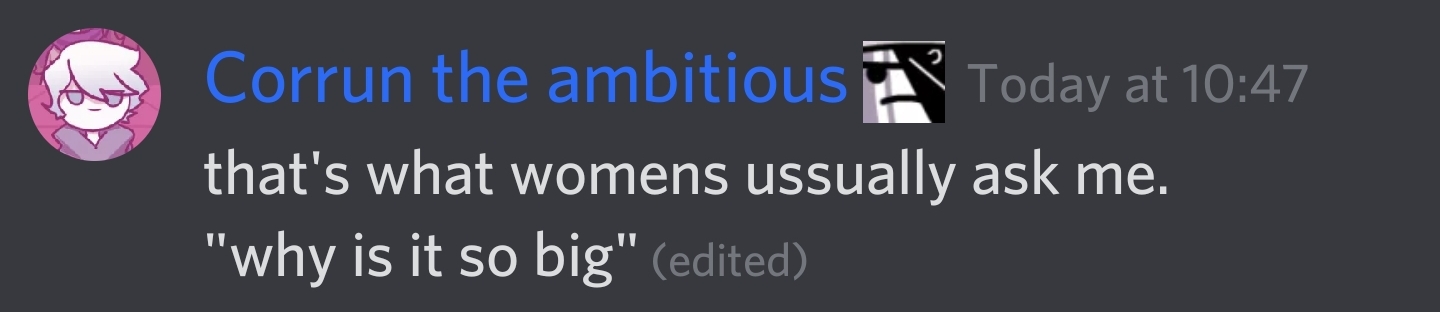 Corrun the ambitious Today at 10:47
that's what womens ussually ask me.
"why is it so big" (edited)